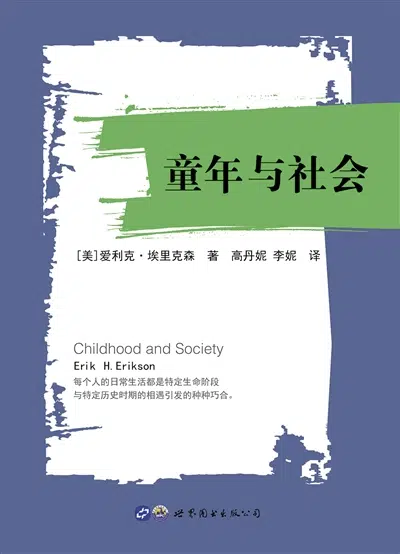 童年与社会
[美]爱利克·埃里克森 著 高丹妮 李妮 译
Childhood and Society
Erik H.Erikson
每个人的日常生活都是特定生命阶段
与特定历史时期的相遇引发的种种巧合。
世界图书出版公司